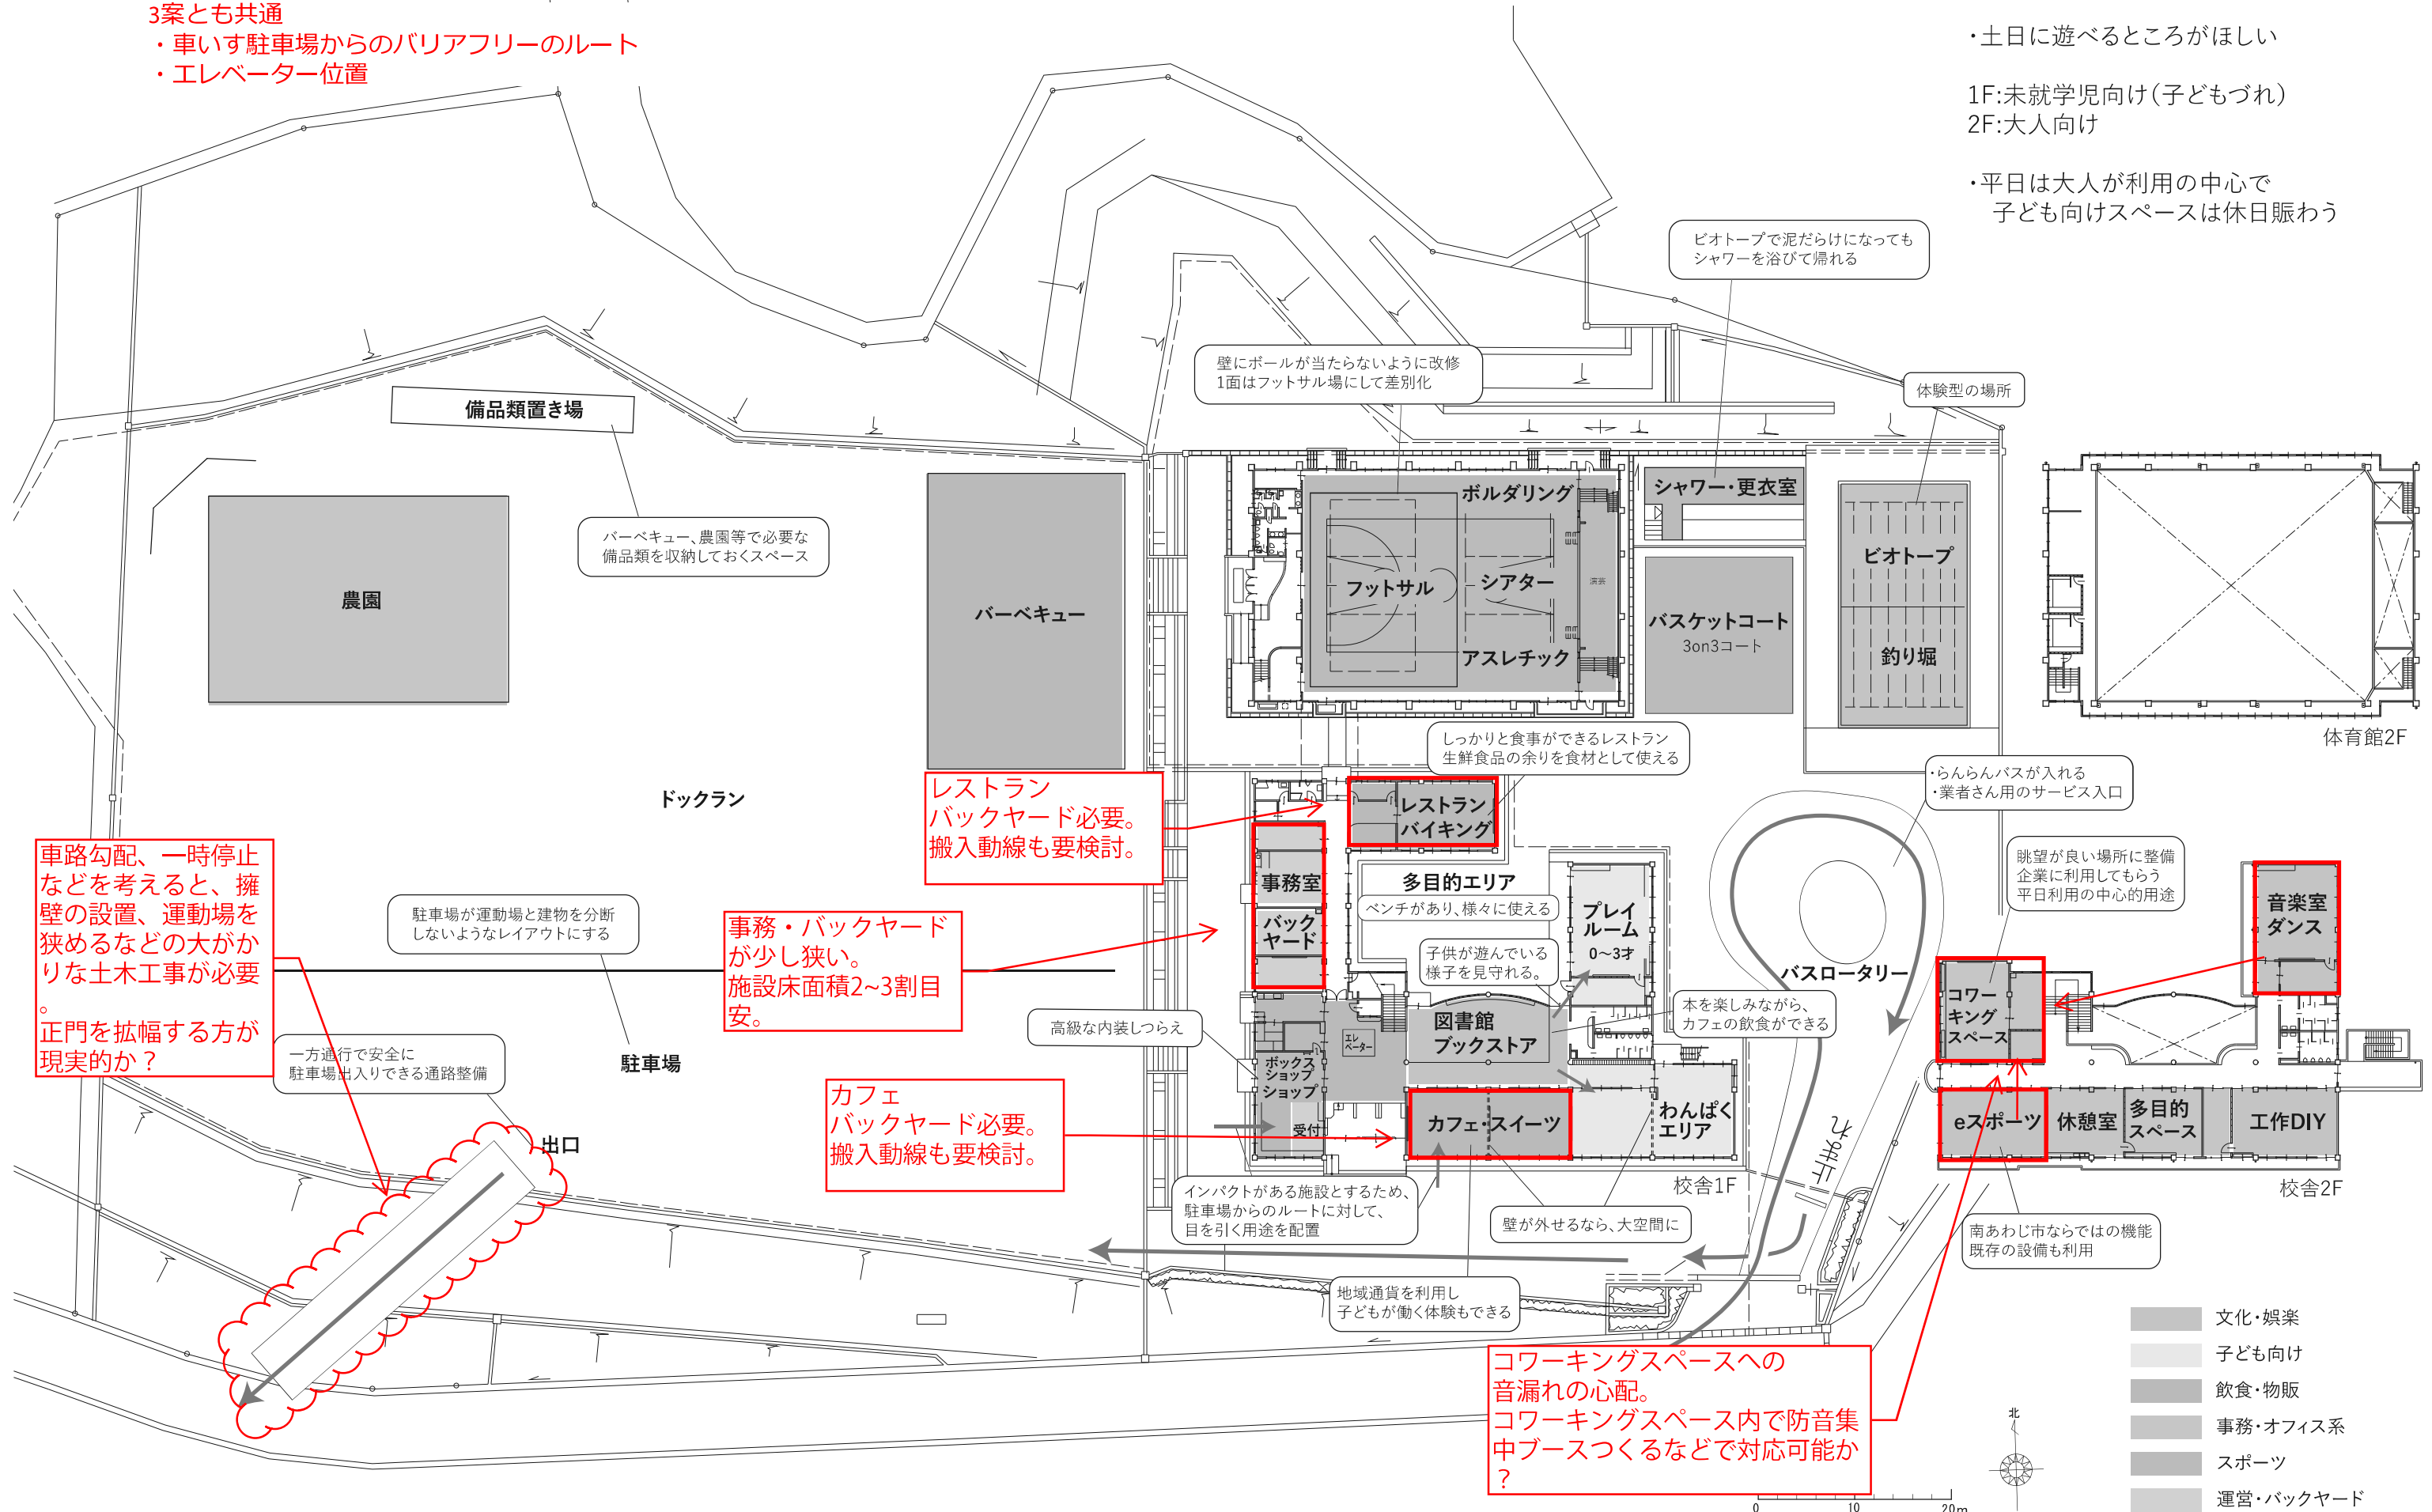 3案とも共通
・車いす駐車場からのバリアフリーのルート
・エレベーター位置
・土日に遊べるところがほしい
1F:未就学児向け(子どもづれ)
2F:大人向け
・平日は大人が利用の中心で
子ども向けスペースは休日賑わう
ビオトープで泥だらけになっても
シャワーを浴びて帰れる
壁にボールが当たらないように改修
1面はフットサル場にして差別化
体験型の場所
備品類置き場
バーベキュー、農園等で必要な
備品類を収納しておくスペース
農園
バーベキュー
ボルダリング
フットサル
シアター
アスレチック
演芸
シャワー・更衣室
バスケットコート
3on3コート
ビオトープ
釣り堀
体育館2F
しっかりと食事ができるレストラン
生鮮食品の余りを食材として使える
・らんらんバスが入れる
・業者さん用のサービス入口
ドックラン
レストラン
バックヤード必要。
搬入動線も要検討。
レストラン
バイキング
車路勾配、一時停止
などを考えると、擁
壁の設置、運動場を
狭めるなどの大がか
りな土木工事が必要
。
正門を拡幅する方が
現実的か?
駐車場が運動場と建物を分断
しないようなレイアウトにする
事務・バックヤード
が少し狭い。
施設床面積2~3割目
安。
事務室
バック
ヤード
多目的エリア
ベンチがあり、様々に使える
プレイ
ルーム
0〜3才
子供が遊んでいる
様子を見守れる。
眺望が良い場所に整備
企業に利用してもらう
平日利用の中心的用途
音楽室
ダンス
バスロータリー
コワー
キング
スペース
本を楽しみながら、
カフェの飲食ができる
高級な内装しつらえ
エレ
ベーター
図書館
ブックストア
一方通行で安全に
駐車場出入りできる通路整備
駐車場
ボックス
ショップ
ショップ
受付
カフェ
バックヤード必要。
搬入動線も要検討。
カフェ・スイーツ
わんぱく
エリア
eスポーツ
休憩室
多目的
スペース
工作DIY
出口
校舎1F
校舎2F
インパクトがある施設とするため、
駐車場からのルートに対して、
目を引く用途を配置
壁が外せるなら、大空間に
南あわじ市ならではの機能
既存の設備も利用
地域通貨を利用し
子どもが働く体験もできる
コワーキングスペースへの
音漏れの心配。
コワーキングスペース内で防音集
中ブースつくるなどで対応可能か
?
北
0 10 20m
文化・娯楽
子ども向け
飲食・物販
事務・オフィス系
スポーツ
運営・バックヤード